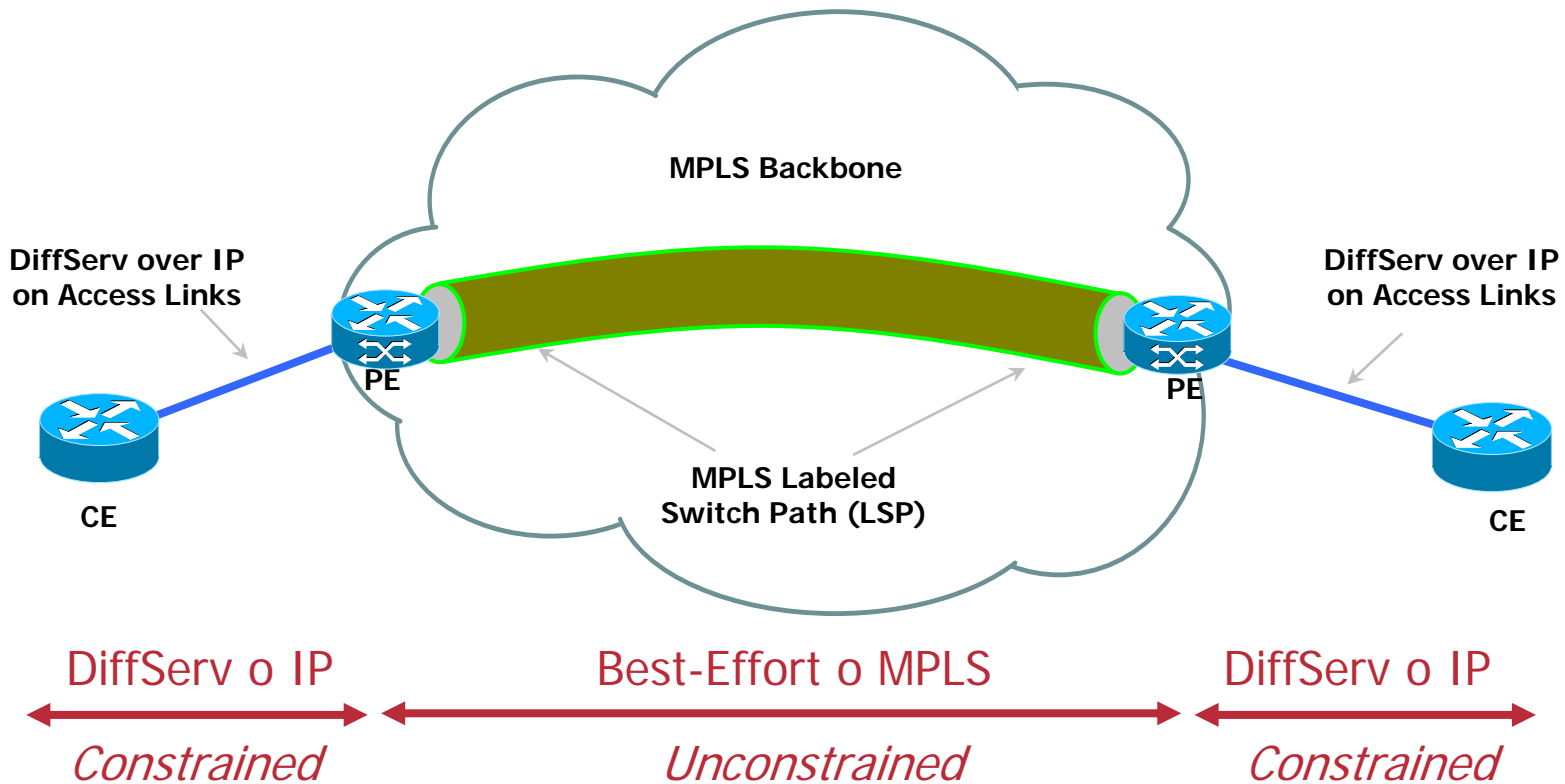 MPLS Backbone
DiffServ over IP
on Access Links
DiffServ over IP
on Access Links
PE
PE
CE
MPLS Labeled
Switch Path (LSP)
CE
DiffServ o IP
Best-Effort o MPLS
DiffServ o IP
Constrained
Unconstrained
Constrained